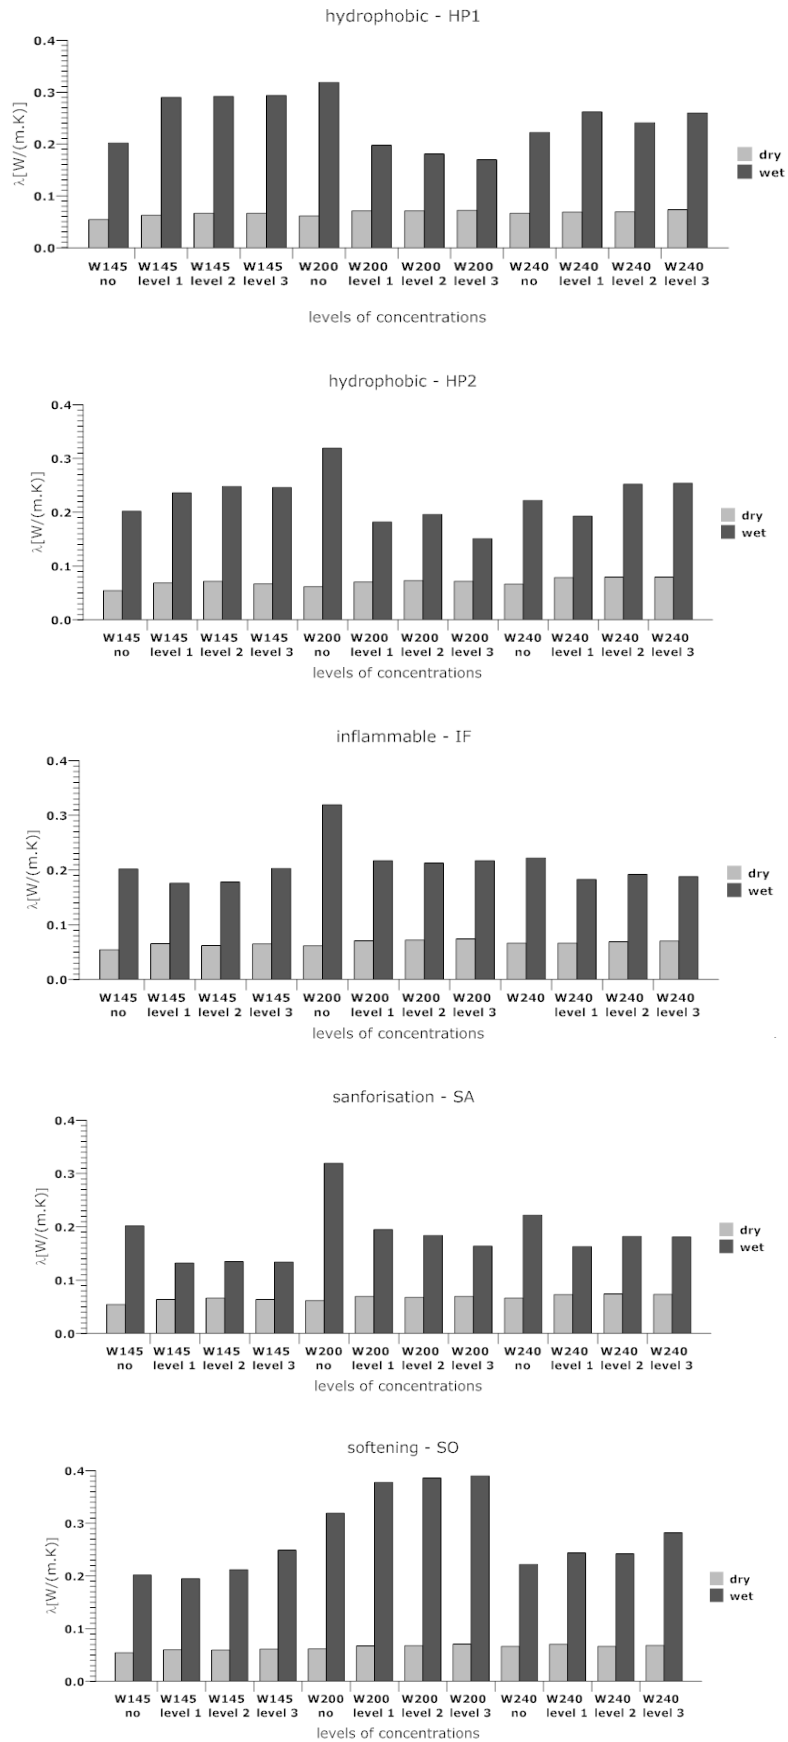 hydrophobic - HP1
0.4
0.3
0.2
0.1
0.0
λ[W/(m.K)]
dry
wet
W145 W145 W145 W145 W200 W200 W200 W200 W240 W240 W240 W240
no level 1 level 2 level 3 no level 1 level 2 level 3 no level 1 level 2 level 3
levels of concentrations
hydrophobic - HP2
0.4
0.3
0.2
0.1
0.0
λ[W/(m.K)]
dry
wet
W145 W145 W145 W145 W200 W200 W200 W200 W240 W240 W240 W240
no level 1 level 2 level 3 no level 1 level 2 level 3 no level 1 level 2 level 3
levels of concentrations
inflammable - IF
0.4
0.3
0.2
0.1
0.0
λ[W/(m.K)]
dry
wet
W145 W145 W145 W145 W200 W200 W200 W200 W240 W240 W240 W240
no level 1 level 2 level 3 no level 1 level 2 level 3 level 1 level 2 level 3
levels of concentrations
sanforisation - SA
0.4
0.3
0.2
0.1
0.0
λ[W/(m.K)]
dry
wet
W145 W145 W145 W145 W200 W200 W200 W200 W240 W240 W240 W240
no level 1 level 2 level 3 no level 1 level 2 level 3 no level 1 level 2 level 3
levels of concentrations
softening - SO
0.4
0.3
0.2
0.1
0.0
λ[W/(m.K)]
dry
wet
W145 W145 W145 W145 W200 W200 W200 W200 W240 W240 W240 W240
no level 1 level 2 level 3 no level 1 level 2 level 3 no level 1 level 2 level 3
levels of concentrations